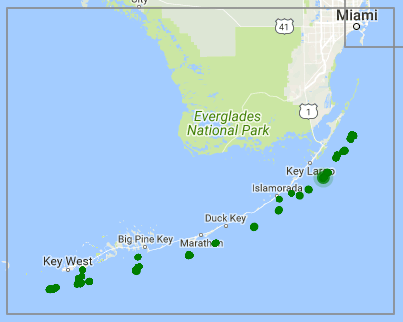 City
41
Miami
1
Everglades
National Park
Key Largo
Islamorada
Duck Key
Big Pine Key
Marathon
Key West